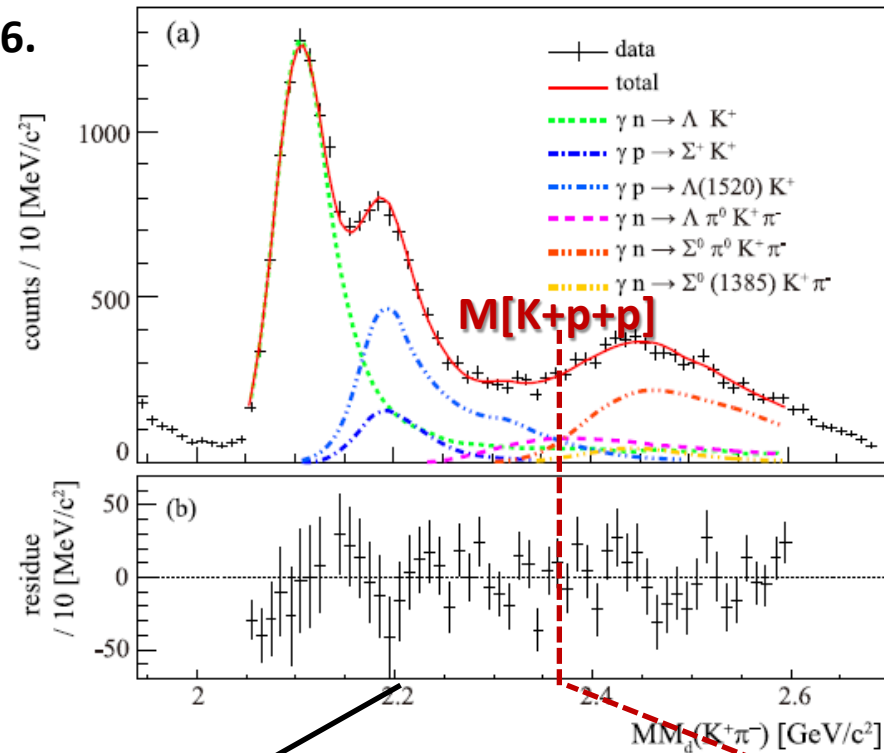 6.
(a)
data
total
γ n → Λ K⁺
γ p → Σ⁺ K⁺
γ p → Λ(1520) K⁺
γ n → Λ π⁰ K⁺ π⁻
γ n → Σ⁰ π⁰ K⁺ π⁻
γ n → Σ⁰ (1385) K⁺ π⁻
counts / 10 [MeV/c²]
1000
500
0
M[K+p+p]
(b)
residue
/ 10 [MeV/c²]
50
0
-50
2 2.2 2.4 2.6
MM_d(K⁺π⁻) [GeV/c²]